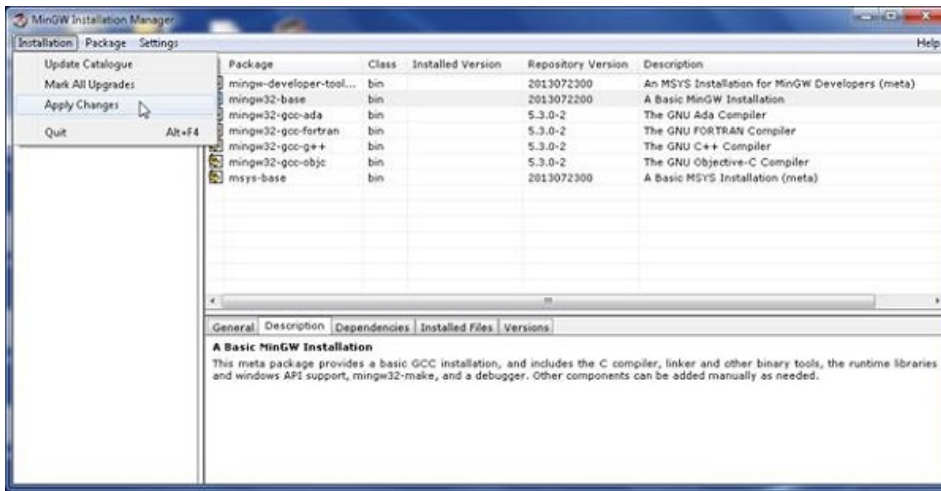 MinGW Installation Manager
Installation Package Settings Help
Update Catalogue
Mark All Upgrades
Apply Changes
Quit Alt+F4
Package Class Installed Version Repository Version Description
mingw-developer-tool... bin 2013072300 An MSYS Installation for MinGW Developers (meta)
mingw32-base bin 2013072200 A Basic MinGW Installation
mingw32-gcc-ada bin 5.3.0-2 The GNU Ada Compiler
mingw32-gcc-fortran bin 5.3.0-2 The GNU FORTRAN Compiler
mingw32-gcc-g++ bin 5.3.0-2 The GNU C++ Compiler
mingw32-gcc-objc bin 5.3.0-2 The GNU Objective-C Compiler
msys-base bin 2013072300 A Basic MSYS Installation (meta)
General Description Dependencies Installed Files Versions
A Basic MinGW Installation
This meta package provides a basic GCC installation, and includes the C compiler, linker and other binary tools, the runtime libraries
and windows API support, mingw32-make, and a debugger. Other components can be added manually as needed.